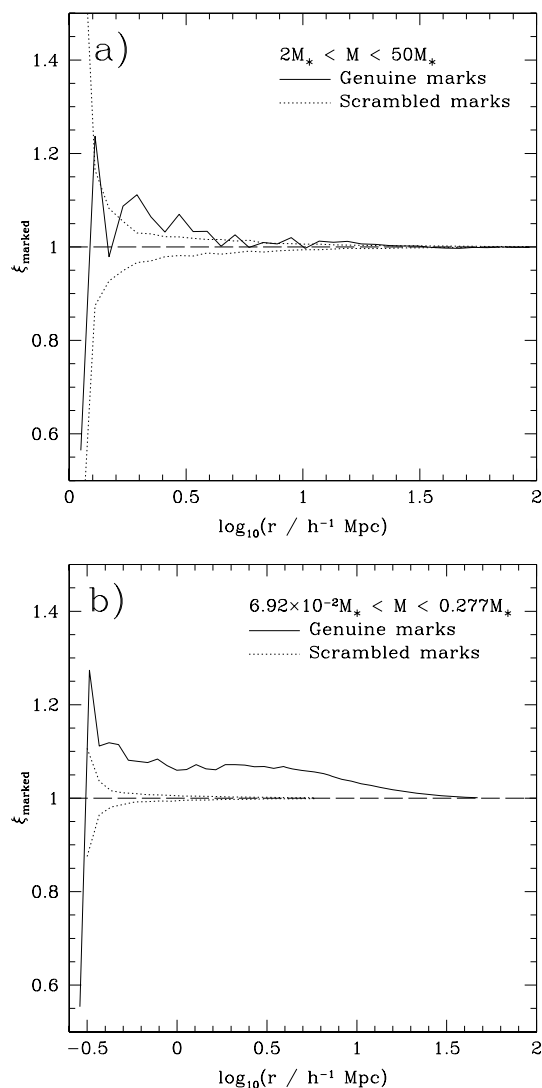 a)
2M* < M < 50M*
Genuine marks
Scrambled marks
1.4
1.2
1
0.8
0.6
ξmarked
0 0.5 1 1.5 2
log10(r / h⁻¹ Mpc)
b)
6.92×10⁻²M* < M < 0.277M*
Genuine marks
Scrambled marks
1.4
1.2
1
0.8
0.6
ξmarked
−0.5 0 0.5 1 1.5 2
log10(r / h⁻¹ Mpc)